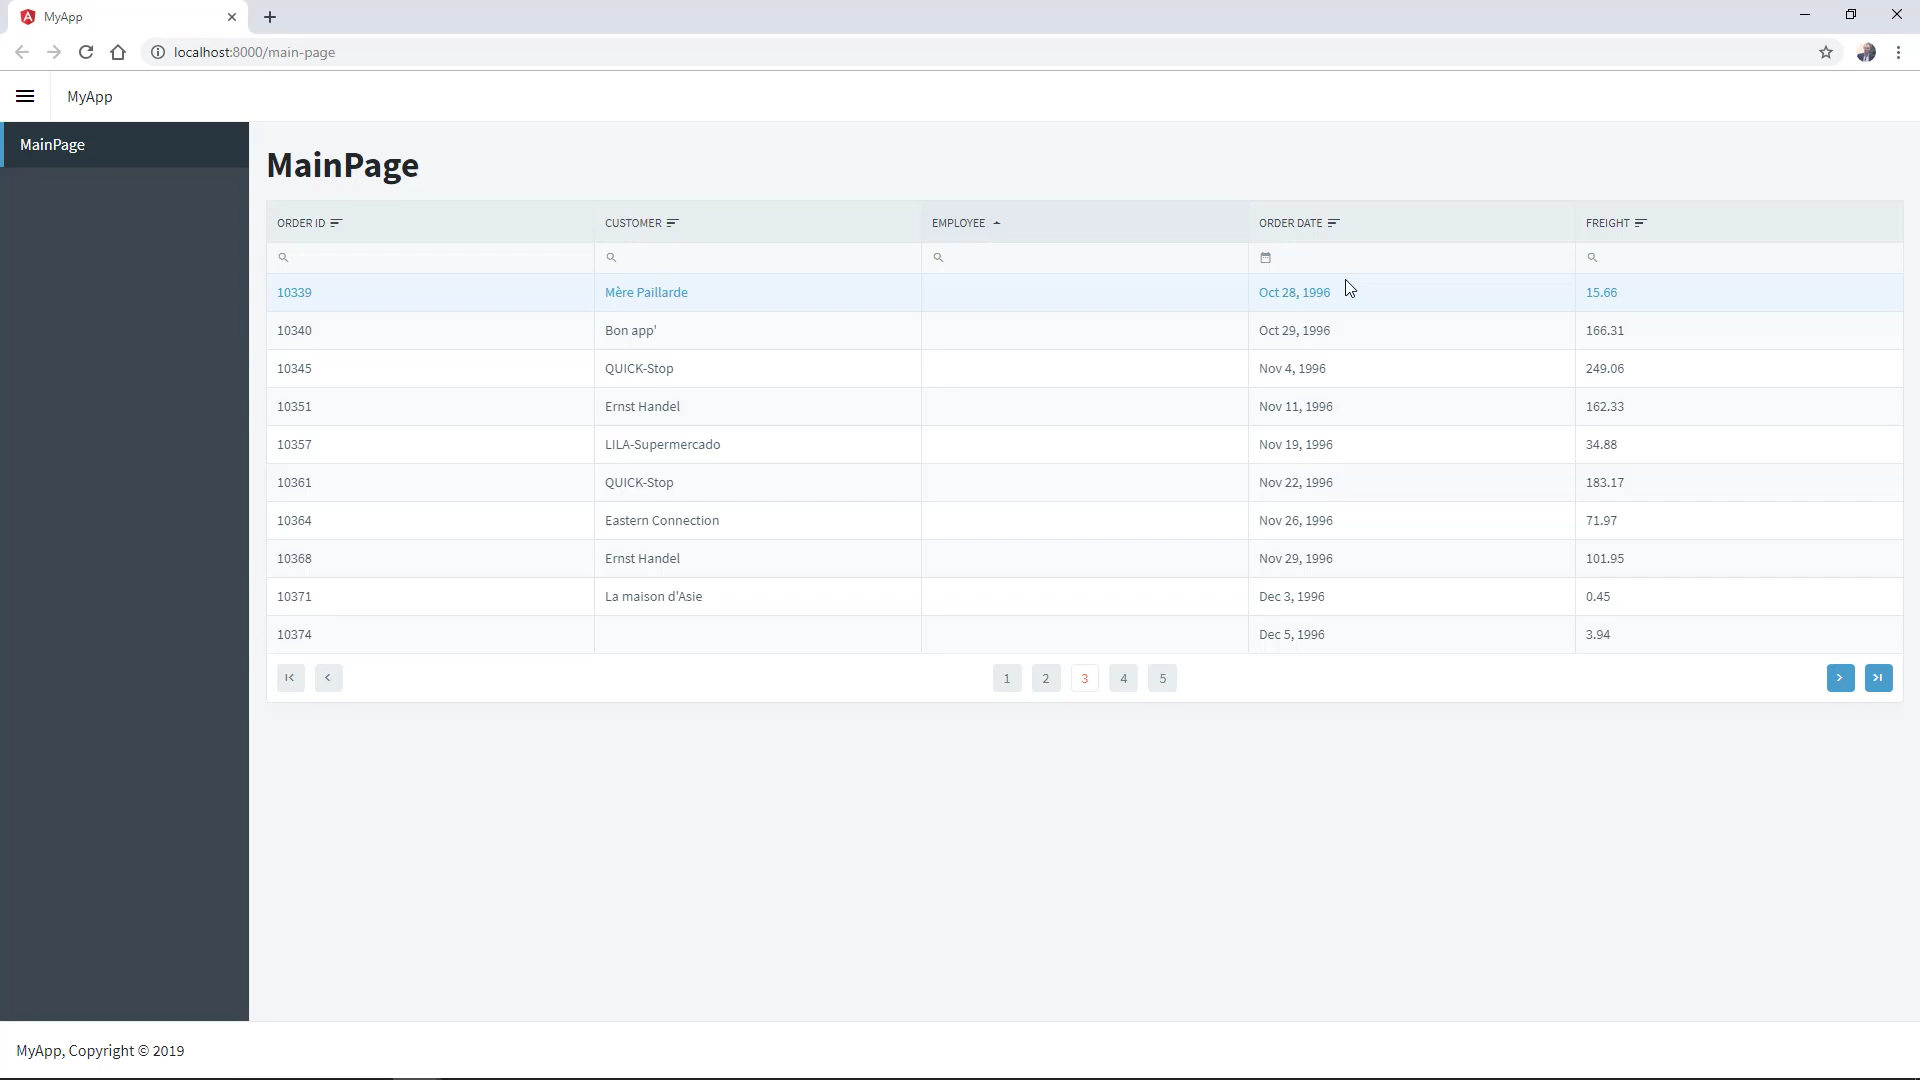 MyApp
localhost:8000/main-page
MyApp
MainPage
MainPage
ORDER ID CUSTOMER EMPLOYEE ORDER DATE FREIGHT
10339 Mère Paillarde Oct 28, 1996 15.66
10340 Bon app' Oct 29, 1996 166.31
10345 QUICK-Stop Nov 4, 1996 249.06
10351 Ernst Handel Nov 11, 1996 162.33
10357 LILA-Supermercado Nov 19, 1996 34.88
10361 QUICK-Stop Nov 22, 1996 183.17
10364 Eastern Connection Nov 26, 1996 71.97
10368 Ernst Handel Nov 29, 1996 101.95
10371 La maison d'Asie Dec 3, 1996 0.45
10374 Dec 5, 1996 3.94
1 2 3 4 5
MyApp, Copyright © 2019